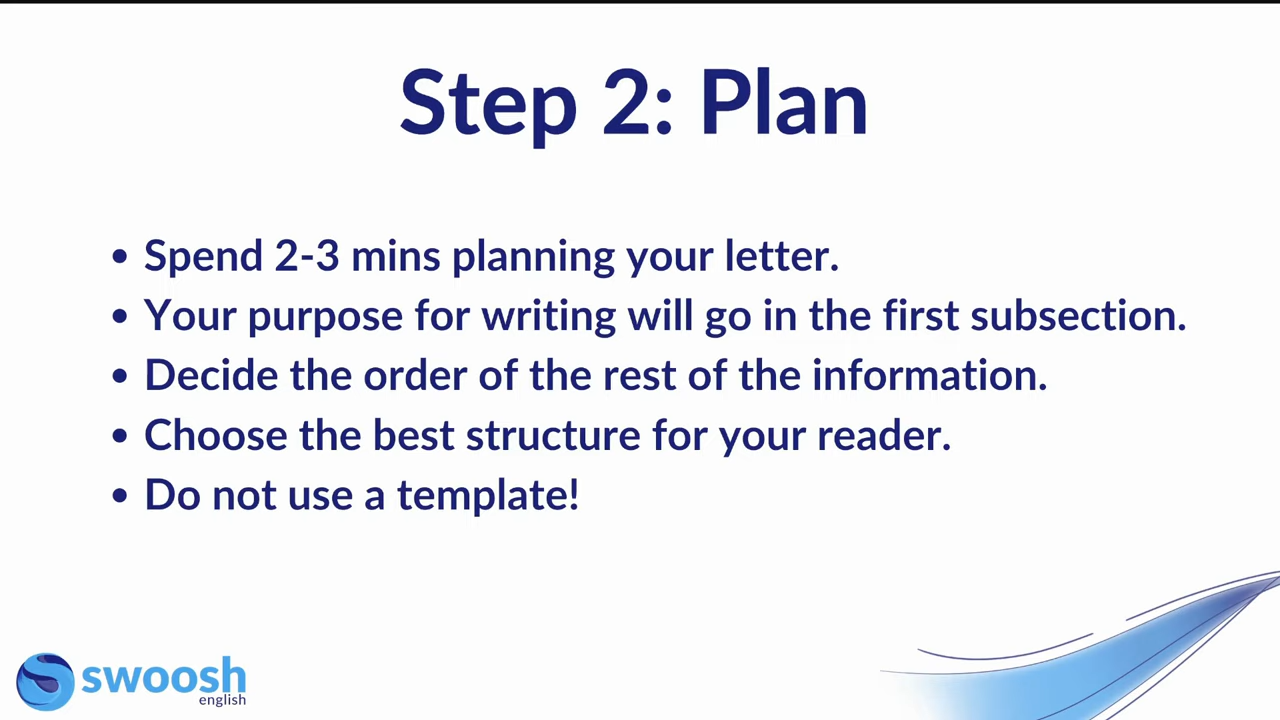 Step 2: Plan
• Spend 2-3 mins planning your letter.
• Your purpose for writing will go in the first subsection.
• Decide the order of the rest of the information.
• Choose the best structure for your reader.
• Do not use a template!
swoosh
english